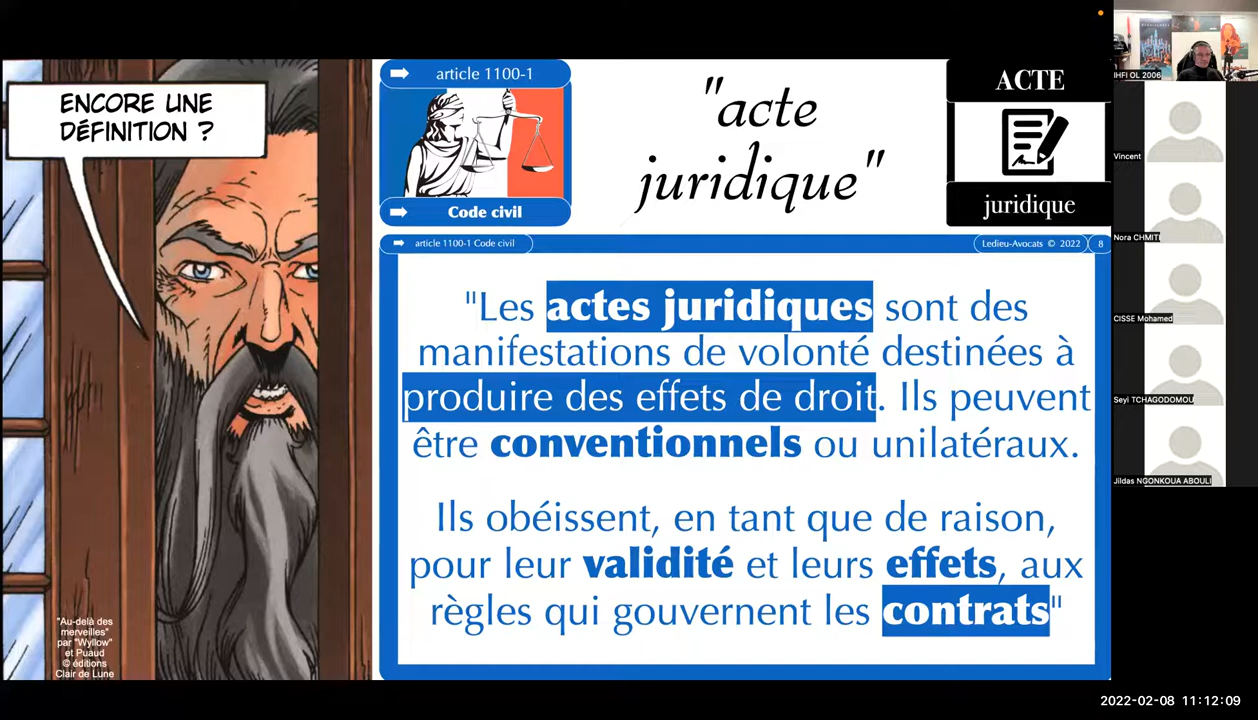 ENCORE UNE
DÉFINITION ?
article 1100-1
Code civil
"acte
juridique"
ACTE
juridique
article 1100-1 Code civil
Ledieu-Avocats © 2022
8
"Les actes juridiques sont des
manifestations de volonté destinées à
produire des effets de droit. Ils peuvent
être conventionnels ou unilatéraux.
Ils obéissent, en tant que de raison,
pour leur validité et leurs effets, aux
règles qui gouvernent les contrats"
"Au-delà des
merveilles"
par "Wyllow"
et Puaud
© éditions
Clair de Lune
IHFI OL 2006
Vincent
Nora CHMITI
CISSE Mohamed
Seyi TCHAGODOMOU
Jildas NGONKOUA ABOULI
2022-02-08 11:12:09